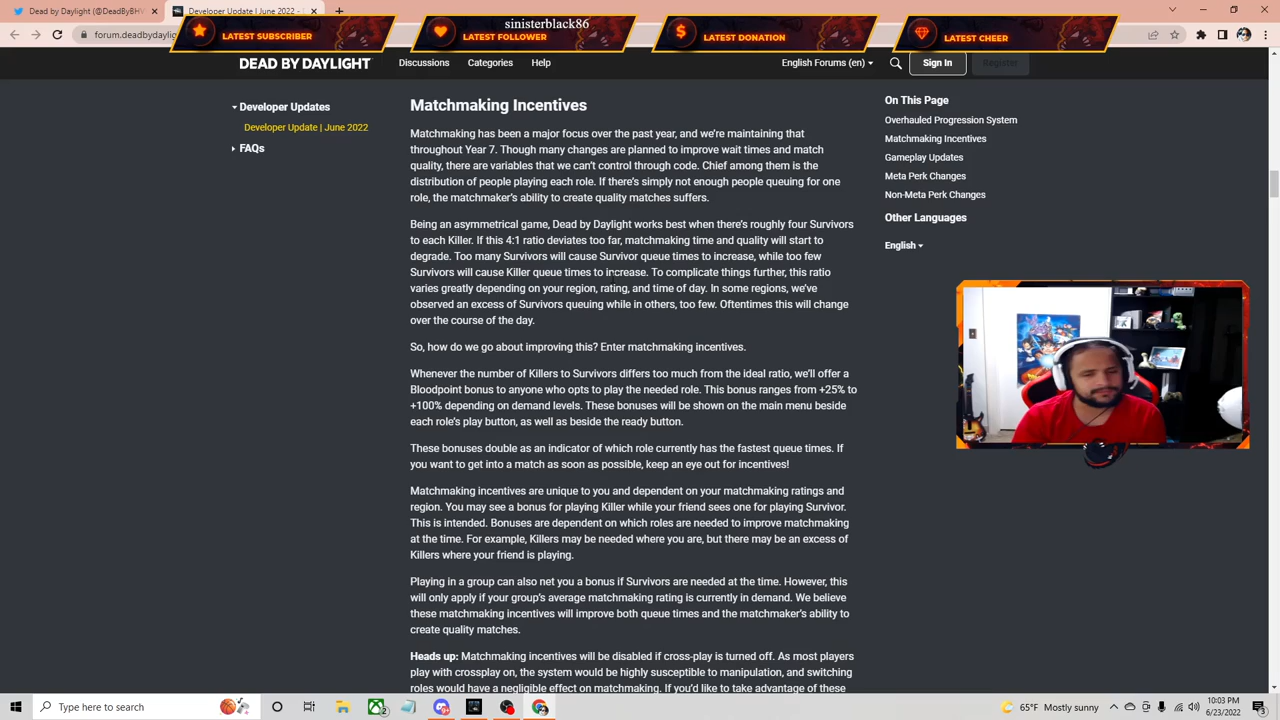 Dead by Daylight (@DeadByBHV
Developer Update | June 2022 -
sinisterblack86
forum.deadbydaylig
LATEST SUBSCRIBER
LATEST FOLLOWER
LATEST DONATION
LATEST CHEER
DEAD BY DAYLIGHT
Discussions
Categories
Help
English Forums (en)
Sign In
Register
Developer Updates
Developer Update | June 2022
FAQs
Matchmaking Incentives
Matchmaking has been a major focus over the past year, and we're maintaining that
throughout Year 7. Though many changes are planned to improve wait times and match
quality, there are variables that we can't control through code. Chief among them is the
distribution of people playing each role. If there's simply not enough people queuing for one
role, the matchmaker's ability to create quality matches suffers.
Being an asymmetrical game, Dead by Daylight works best when there's roughly four Survivors
to each Killer. If this 4:1 ratio deviates too far, matchmaking time and quality will start to
degrade. Too many Survivors will cause Survivor queue times to increase, while too few
Survivors will cause Killer queue times to increase. To complicate things further, this ratio
varies greatly depending on your region, rating, and time of day. In some regions, we've
observed an excess of Survivors queuing while in others, too few. Oftentimes this will change
over the course of the day.
So, how do we go about improving this? Enter matchmaking incentives.
Whenever the number of Killers to Survivors differs too much from the ideal ratio, we'll offer a
Bloodpoint bonus to anyone who opts to play the needed role. This bonus ranges from +25% to
+100% depending on demand levels. These bonuses will be shown on the main menu beside
each role's play button, as well as beside the ready button.
These bonuses double as an indicator of which role currently has the fastest queue times. If
you want to get into a match as soon as possible, keep an eye out for incentives!
Matchmaking incentives are unique to you and dependent on your matchmaking ratings and
region. You may see a bonus for playing Killer while your friend sees one for playing Survivor.
This is intended. Bonuses are dependent on which roles are needed to improve matchmaking
at the time. For example, Killers may be needed where you are, but there may be an excess of
Killers where your friend is playing.
Playing in a group can also net you a bonus if Survivors are needed at the time. However, this
will only apply if your group's average matchmaking rating is currently in demand. We believe
these matchmaking incentives will improve both queue times and the matchmaker's ability to
create quality matches.
Heads up: Matchmaking incentives will be disabled if cross-play is turned off. As most players
play with crossplay on, the system would be highly susceptible to manipulation, and switching
roles would have a negligible effect on matchmaking. If you'd like to take advantage of these
On This Page
Overhauled Progression System
Matchmaking Incentives
Gameplay Updates
Meta Perk Changes
Non-Meta Perk Changes
Other Languages
English
Type here to search
65°F Mostly sunny
10:03 PM
6/23/2022